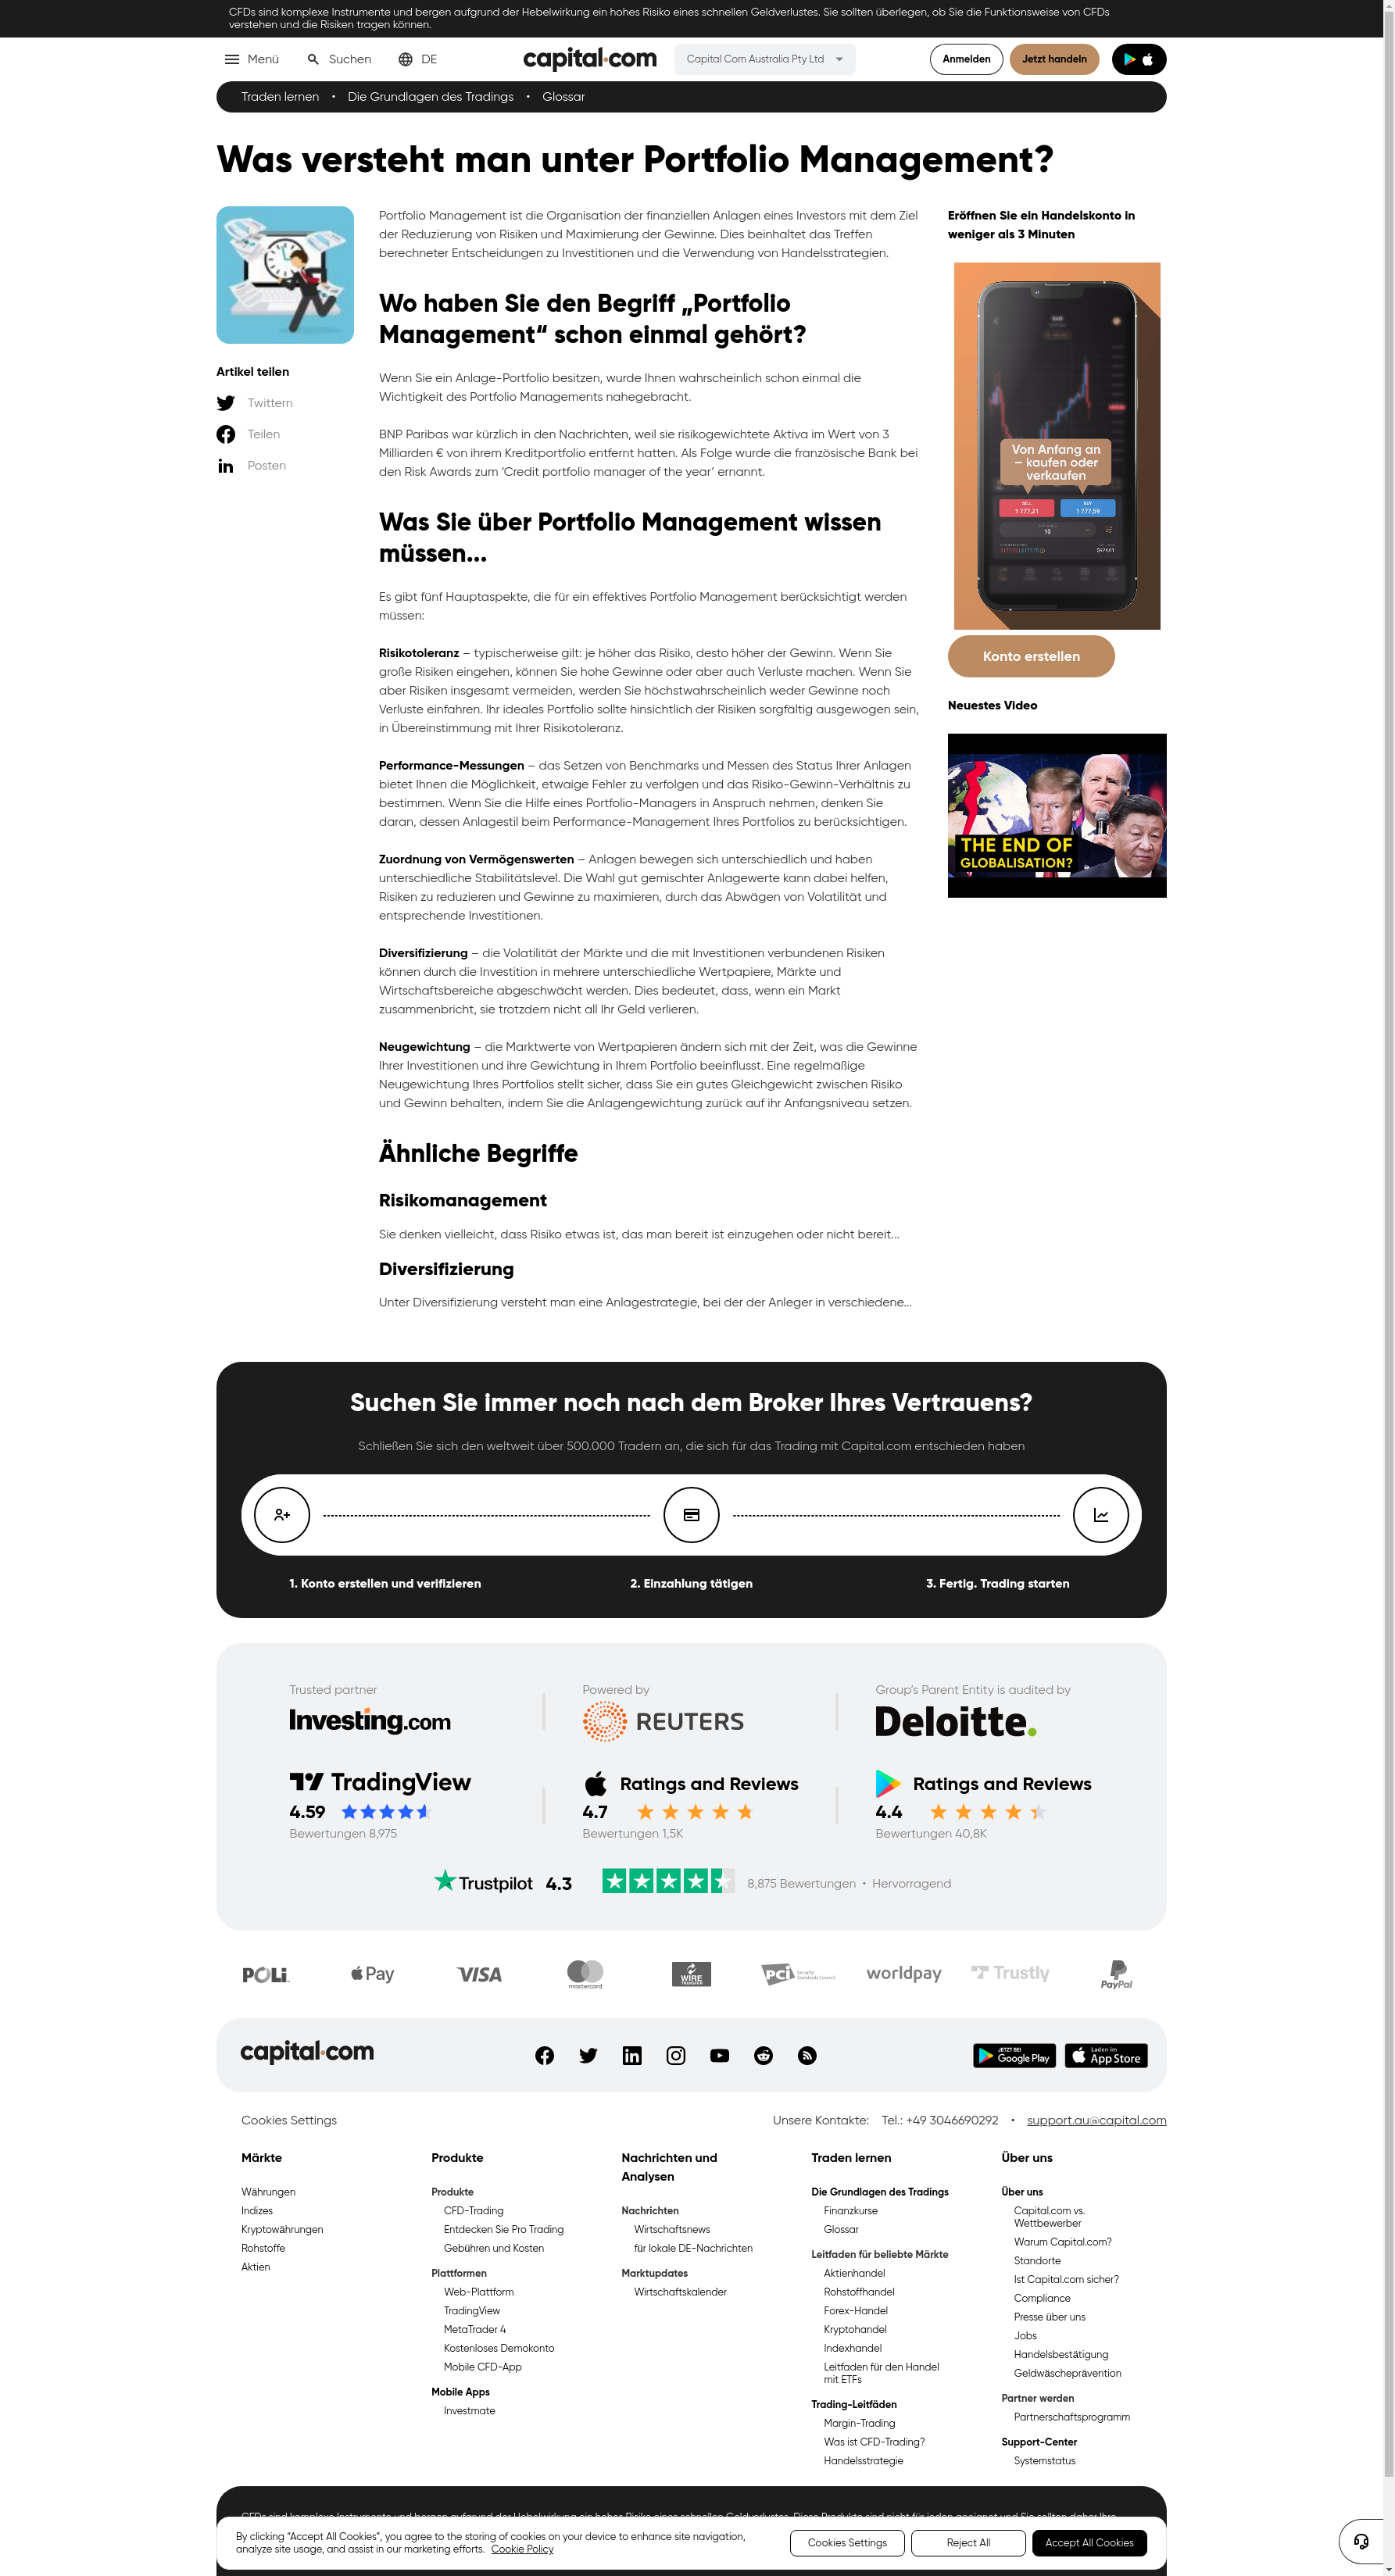 CFDs sind komplexe Instrumente und bergen aufgrund der Hebelwirkung ein hohes Risiko eines schnellen Geldverlustes. Sie sollten überlegen, ob Sie die Funktionsweise von CFDs
verstehen und die Risiken tragen können.
Menü
Suchen
DE
capital.com
Capital Com Australia Pty Ltd
Anmelden
Jetzt handeln
Traden lernen • Die Grundlagen des Tradings • Glossar
Was versteht man unter Portfolio Management?
Artikel teilen
Twittern
Teilen
Posten
Portfolio Management ist die Organisation der finanziellen Anlagen eines Investors mit dem Ziel
der Reduzierung von Risiken und Maximierung der Gewinne. Dies beinhaltet das Treffen
berechneter Entscheidungen zu Investitionen und die Verwendung von Handelsstrategien.
Wo haben Sie den Begriff „Portfolio
Management“ schon einmal gehört?
Wenn Sie ein Anlage-Portfolio besitzen, wurde Ihnen wahrscheinlich schon einmal die
Wichtigkeit des Portfolio Managements nahegebracht.
BNP Paribas war kürzlich in den Nachrichten, weil sie risikogewichtete Aktiva im Wert von 3
Milliarden € von ihrem Kreditportfolio entfernt hatten. Als Folge wurde die französische Bank bei
den Risk Awards zum ‘Credit portfolio manager of the year’ ernannt.
Was Sie über Portfolio Management wissen
müssen...
Es gibt fünf Hauptaspekte, die für ein effektives Portfolio Management berücksichtigt werden
müssen:
Risikotoleranz – typischerweise gilt: je höher das Risiko, desto höher der Gewinn. Wenn Sie
große Risiken eingehen, können Sie hohe Gewinne oder aber auch Verluste machen. Wenn Sie
aber Risiken insgesamt vermeiden, werden Sie höchstwahrscheinlich weder Gewinne noch
Verluste einfahren. Ihr ideales Portfolio sollte hinsichtlich der Risiken sorgfältig ausgewogen sein,
in Übereinstimmung mit Ihrer Risikotoleranz.
Performance-Messungen – das Setzen von Benchmarks und Messen des Status Ihrer Anlagen
bietet Ihnen die Möglichkeit, etwaige Fehler zu verfolgen und das Risiko-Gewinn-Verhältnis zu
bestimmen. Wenn Sie die Hilfe eines Portfolio-Managers in Anspruch nehmen, denken Sie
daran, dessen Anlagestil beim Performance-Management Ihres Portfolios zu berücksichtigen.
Zuordnung von Vermögenswerten – Anlagen bewegen sich unterschiedlich und haben
unterschiedliche Stabilitätslevel. Die Wahl gut gemischter Anlagewerte kann dabei helfen,
Risiken zu reduzieren und Gewinne zu maximieren, durch das Abwägen von Volatilität und
entsprechende Investitionen.
Diversifizierung – die Volatilität der Märkte und die mit Investitionen verbundenen Risiken
können durch die Investition in mehrere unterschiedliche Wertpapiere, Märkte und
Wirtschaftsbereiche abgeschwächt werden. Dies bedeutet, dass, wenn ein Markt
zusammenbricht, sie trotzdem nicht all Ihr Geld verlieren.
Neugewichtung – die Marktwerte von Wertpapieren ändern sich mit der Zeit, was die Gewinne
Ihrer Investitionen und ihre Gewichtung in Ihrem Portfolio beeinflusst. Eine regelmäßige
Neugewichtung Ihres Portfolios stellt sicher, dass Sie ein gutes Gleichgewicht zwischen Risiko
und Gewinn behalten, indem Sie die Anlagengewichtung zurück auf ihr Anfangsniveau setzen.
Ähnliche Begriffe
Risikomanagement
Sie denken vielleicht, dass Risiko etwas ist, das man bereit ist einzugehen oder nicht bereit...
Diversifizierung
Unter Diversifizierung versteht man eine Anlagestrategie, bei der der Anleger in verschiedene...
Eröffnen Sie ein Handelskonto in
weniger als 3 Minuten
Von Anfang an
– kaufen oder
verkaufen
SELL
1 777,21
BUY
1 777,59
10
Konto erstellen
Neuestes Video
THE END OF
GLOBALISATION?
Suchen Sie immer noch nach dem Broker Ihres Vertrauens?
Schließen Sie sich den weltweit über 500.000 Tradern an, die sich für das Trading mit Capital.com entschieden haben
1. Konto erstellen und verifizieren
2. Einzahlung tätigen
3. Fertig. Trading starten
Trusted partner
Investing.com
Powered by
REUTERS
Group’s Parent Entity is audited by
Deloitte.
TradingView
4.59
Bewertungen 8,975
Ratings and Reviews
4.7
Bewertungen 1,5K
Ratings and Reviews
4.4
Bewertungen 40,8K
Trustpilot 4.3
8,875 Bewertungen • Hervorragend
POLi
Pay
VISA
mastercard
WIRE
TRANSFER
PCI Security
Standards Council
worldpay
Trustly
PayPal
capital.com
JETZT BEI
Google Play
Laden im
App Store
Cookies Settings
Unsere Kontakte: Tel.: +49 3046690292 • support.au@capital.com
Märkte
Währungen
Indizes
Kryptowährungen
Rohstoffe
Aktien
Produkte
Produkte
CFD-Trading
Entdecken Sie Pro Trading
Gebühren und Kosten
Plattformen
Web-Plattform
TradingView
MetaTrader 4
Kostenloses Demokonto
Mobile CFD-App
Mobile Apps
Investmate
Nachrichten und
Analysen
Nachrichten
Wirtschaftsnews
für lokale DE-Nachrichten
Marktupdates
Wirtschaftskalender
Traden lernen
Die Grundlagen des Tradings
Finanzkurse
Glossar
Leitfaden für beliebte Märkte
Aktienhandel
Rohstoffhandel
Forex-Handel
Kryptohandel
Indexhandel
Leitfaden für den Handel
mit ETFs
Trading-Leitfäden
Margin-Trading
Was ist CFD-Trading?
Handelsstrategie
Über uns
Über uns
Capital.com vs.
Wettbewerber
Warum Capital.com?
Standorte
Ist Capital.com sicher?
Compliance
Presse über uns
Jobs
Handelsbestätigung
Geldwäscheprävention
Partner werden
Partnerschaftsprogramm
Support-Center
Systemstatus
CFDs sind komplexe Instrumente und bergen aufgrund der Hebelwirkung ein hohes Risiko eines schnellen Geldverlustes. Diese Produkte sind nicht für jeden geeignet und Sie sollten daher Ihre
By clicking “Accept All Cookies”, you agree to the storing of cookies on your device to enhance site navigation,
analyze site usage, and assist in our marketing efforts. Cookie Policy
Cookies Settings
Reject All
Accept All Cookies